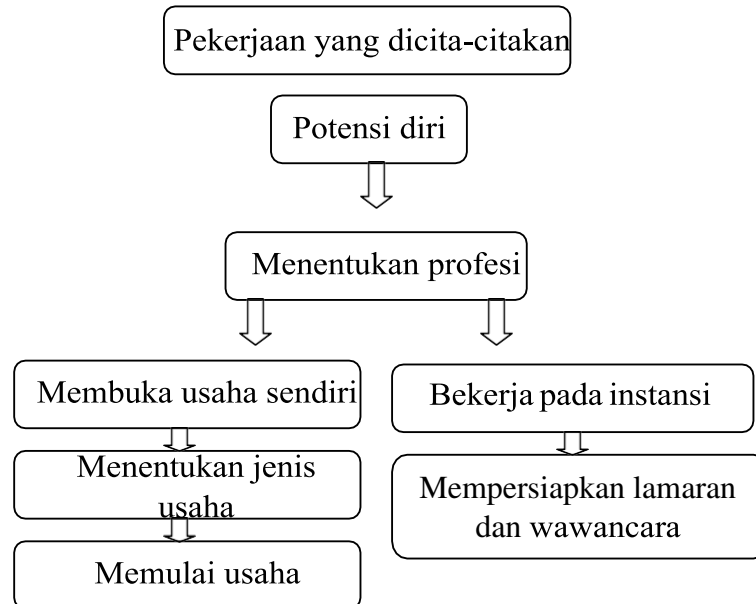 Pekerjaan yang dicita-citakan
Potensi diri
Menentukan profesi
Membuka usaha sendiri
Menentukan jenis
usaha
Memulai usaha
Bekerja pada instansi
Mempersiapkan lamaran
dan wawancara